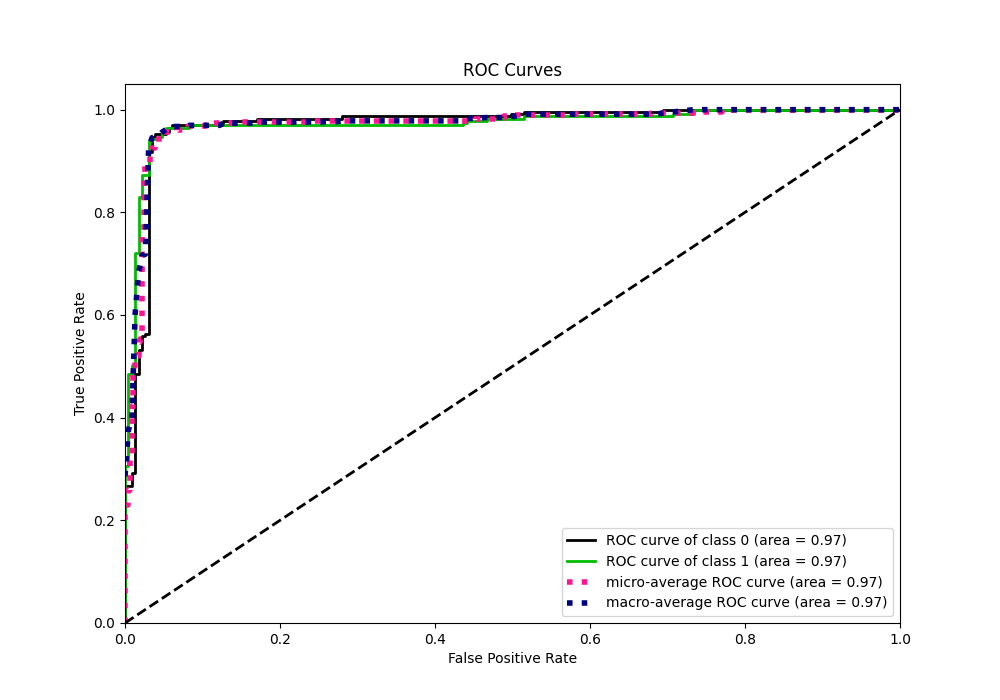 ROC Curves
True Positive Rate
1.0
0.8
0.6
0.4
0.2
0.0
0.0 0.2 0.4 0.6 0.8 1.0
False Positive Rate
ROC curve of class 0 (area = 0.97)
ROC curve of class 1 (area = 0.97)
micro-average ROC curve (area = 0.97)
macro-average ROC curve (area = 0.97)